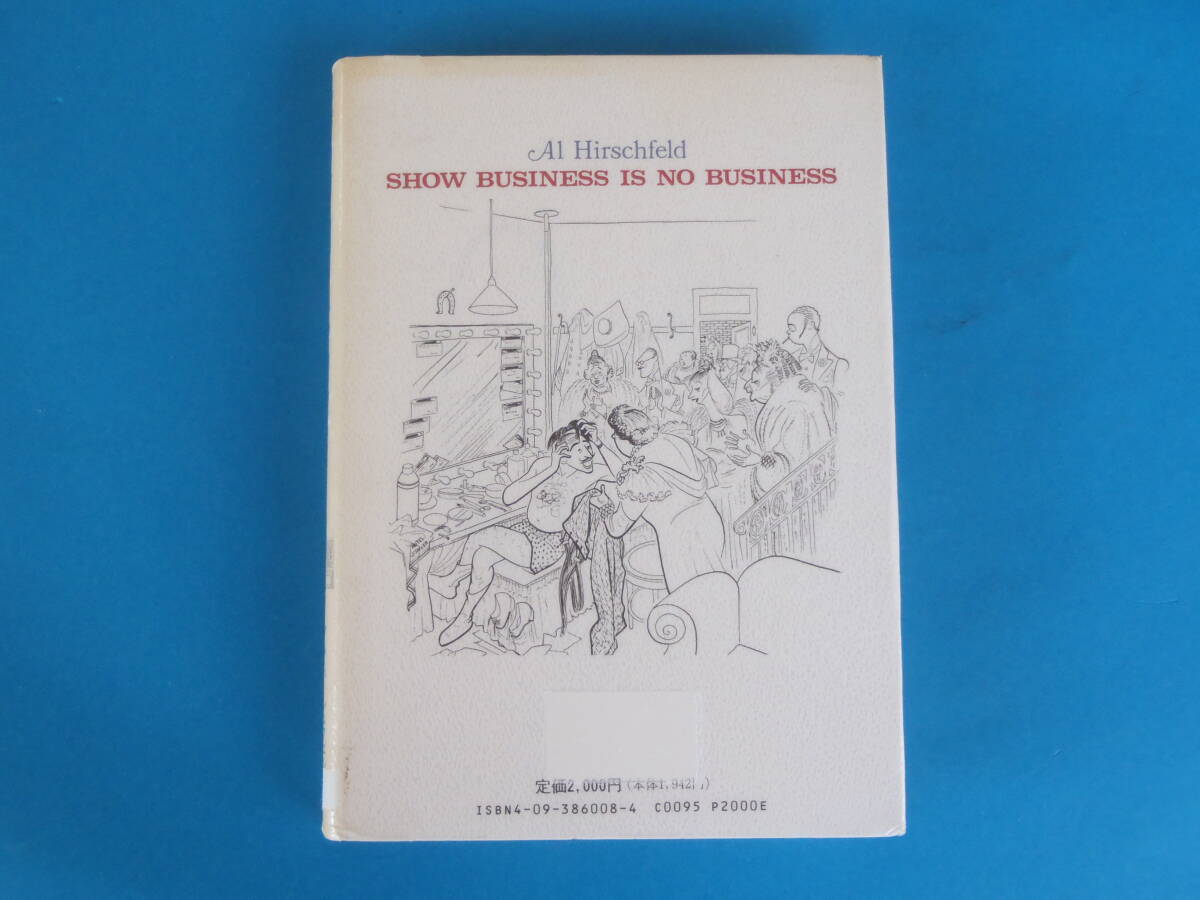 Al Hirschfeld
SHOW BUSINESS IS NO BUSINESS
定価2,000円(本体1,942円)
ISBN4-09-386008-4 C0095 P2000E